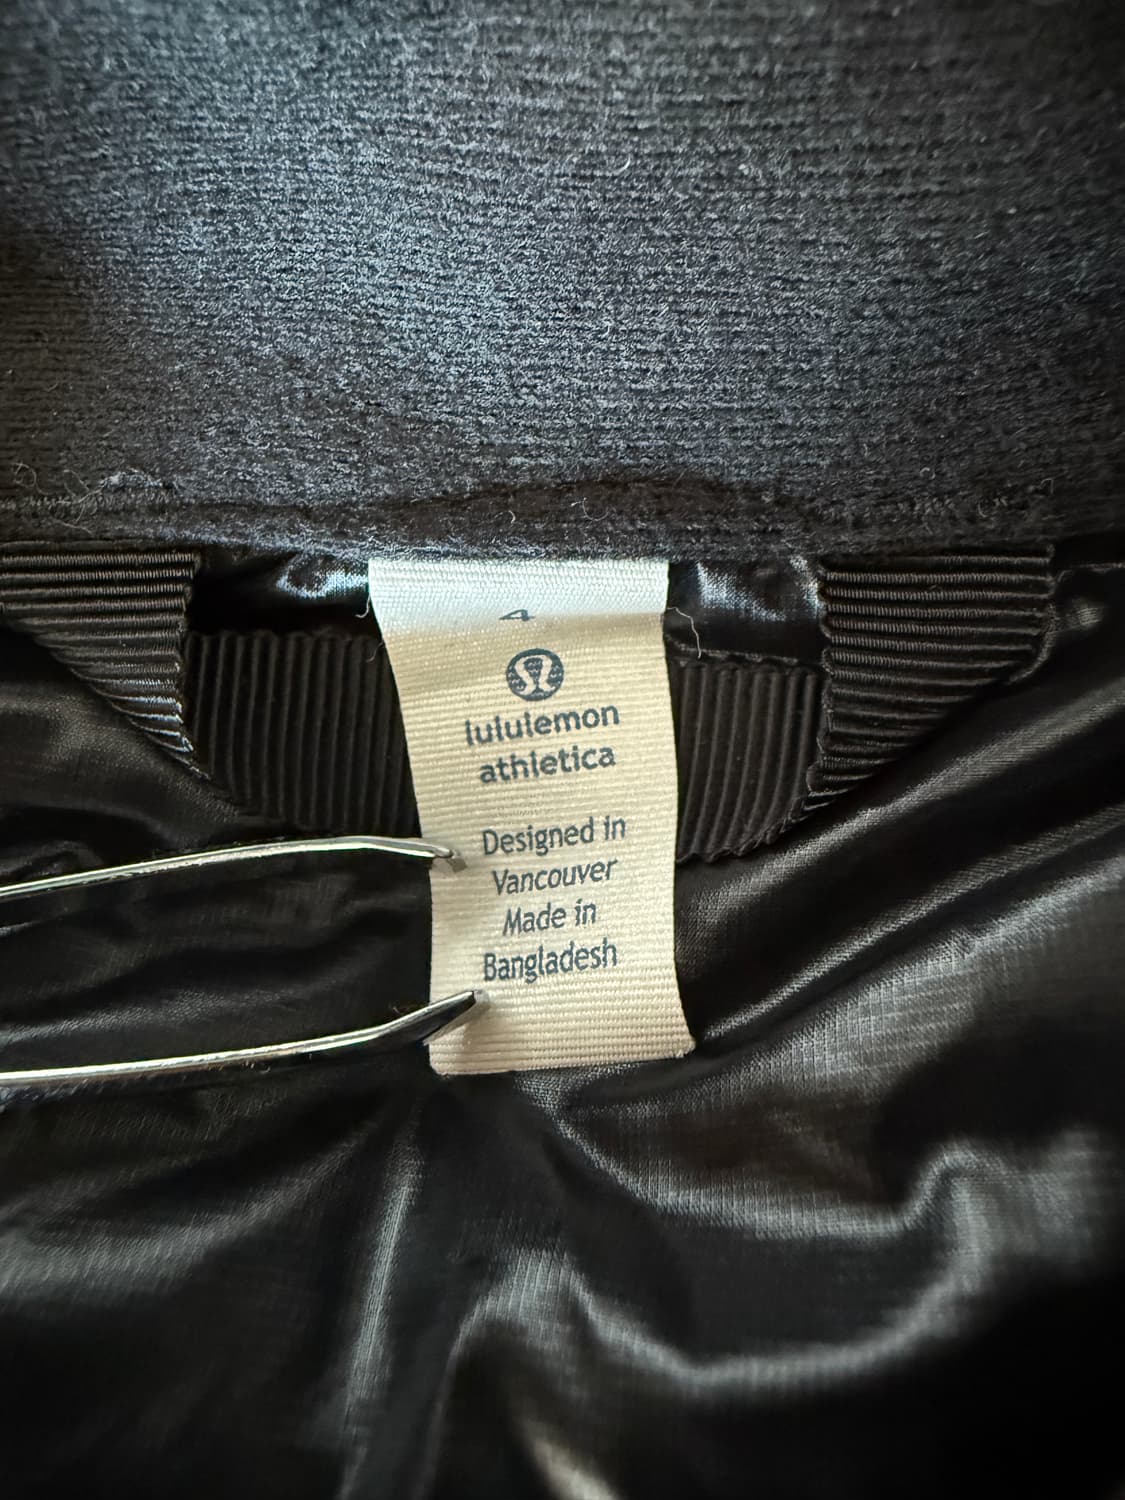 4
lululemon
athletica
Designed in
Vancouver
Made in
Bangladesh